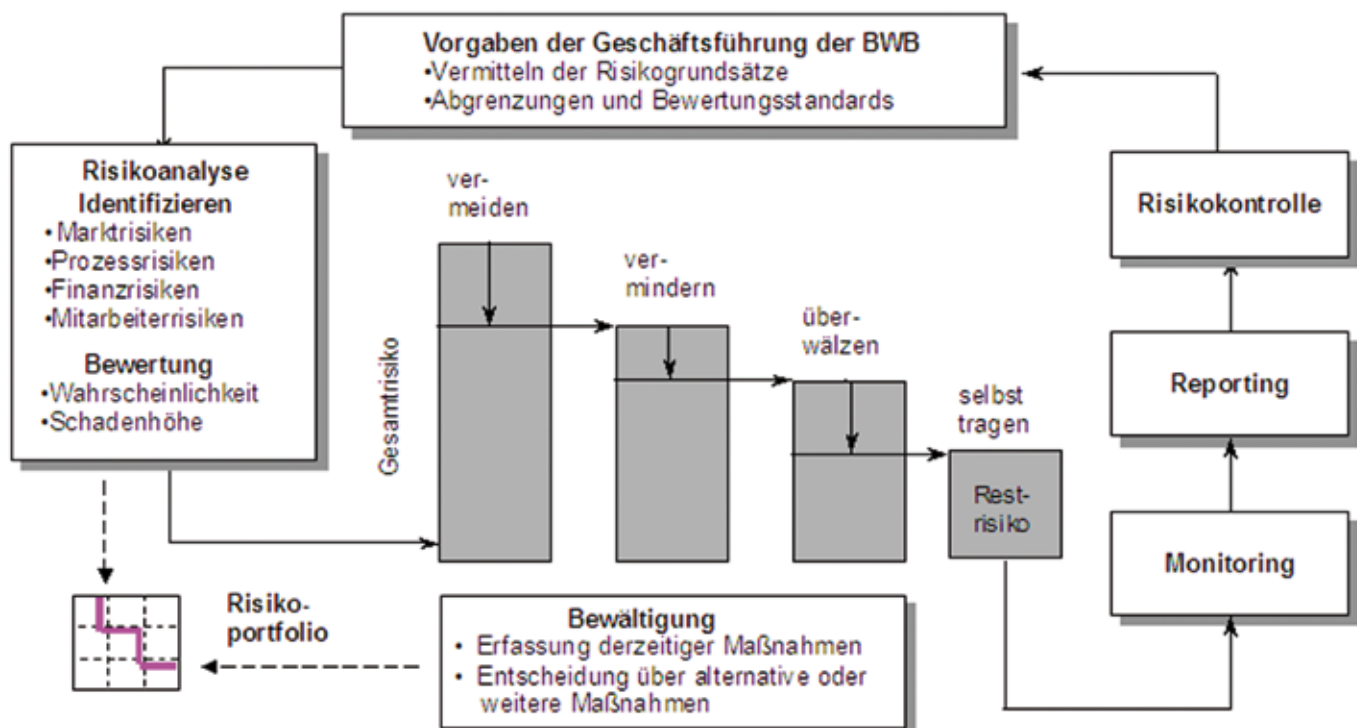 Vorgaben der Geschäftsführung der BWB
•Vermitteln der Risikogrundsätze
•Abgrenzungen und Bewertungsstandards
Risikoanalyse
Identifizieren
•Marktrisiken
•Prozessrisiken
•Finanzrisiken
•Mitarbeiterrisiken
Bewertung
•Wahrscheinlichkeit
•Schadenhöhe
Gesamtrisiko
ver-
meiden
ver-
mindern
über-
wälzen
selbst
tragen
Rest-
risiko
Risikokontrolle
Reporting
Monitoring
Risiko-
portfolio
Bewältigung
• Erfassung derzeitiger Maßnahmen
• Entscheidung über alternative oder
weitere Maßnahmen